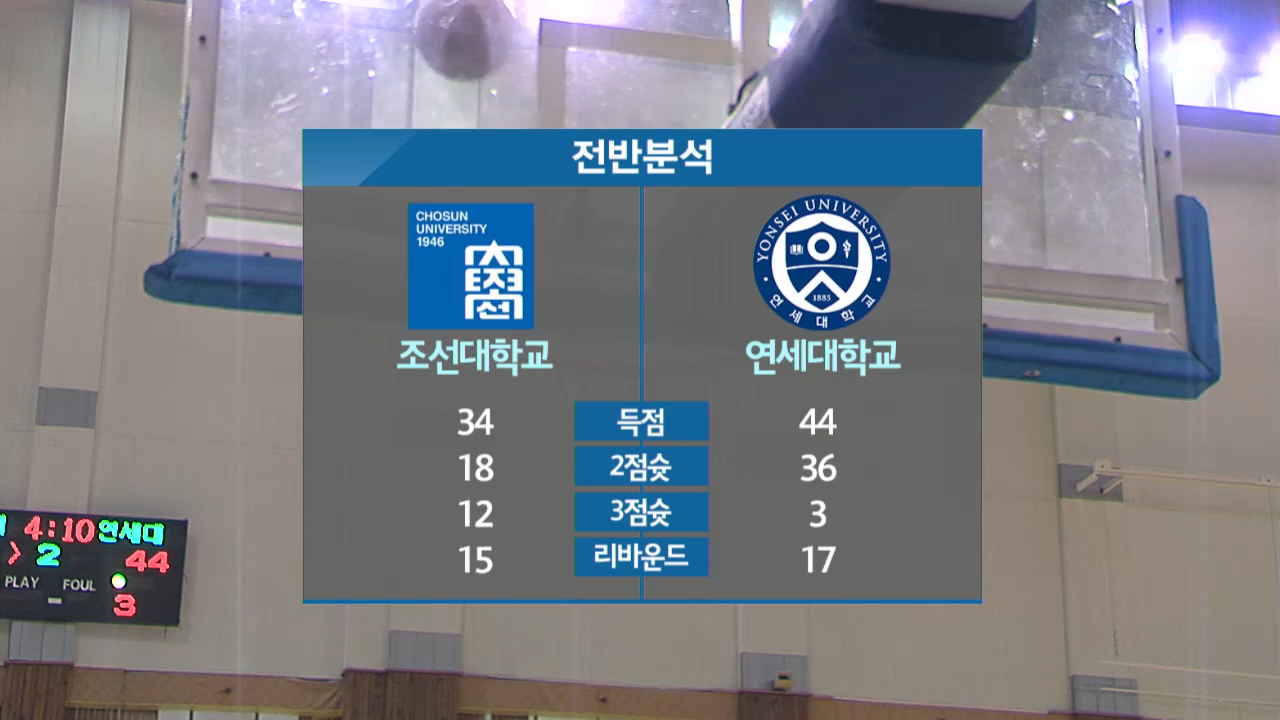 전반분석
CHOSUN
UNIVERSITY
1946
조선
YONSEI UNIVERSITY
1885
연세대학교
조선대학교
연세대학교
34 득점 44
18 2점슛 36
12 3점슛 3
15 리바운드 17
4:10 연세대
2 44
PLAY FOUL
3